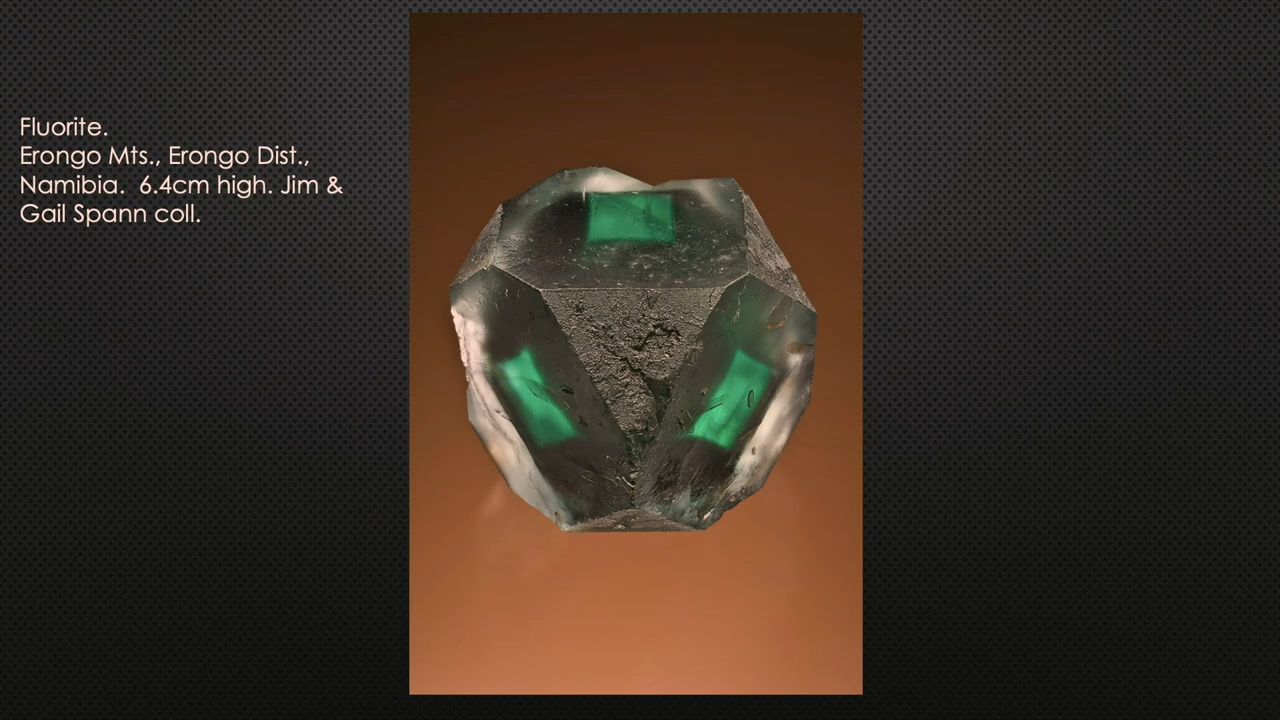 Fluorite.
Erongo Mts., Erongo Dist.,
Namibia.  6.4cm high. Jim &
Gail Spann coll.